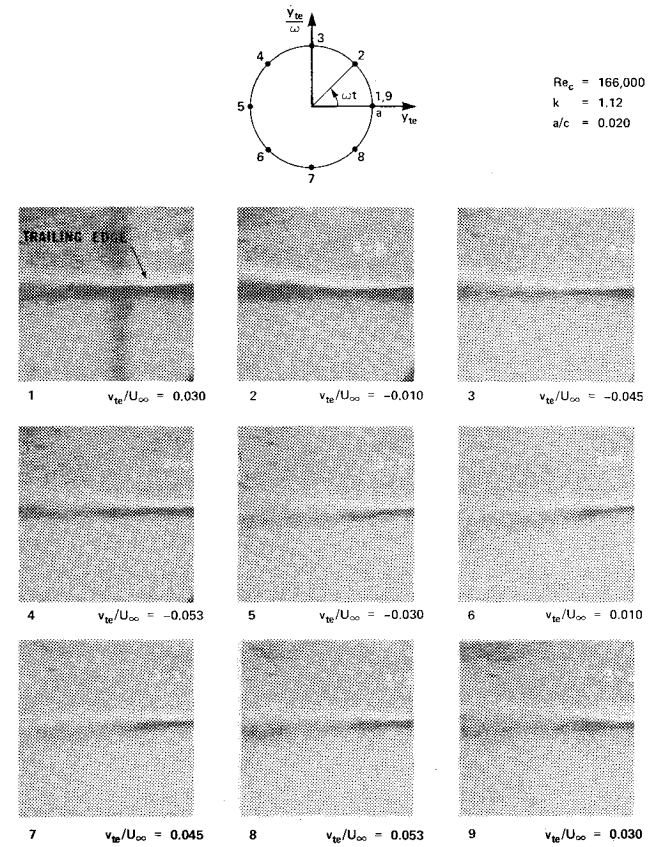 ẏte
ω
3
4
2
5
ωt
1,9
a
yte
6
8
7
Rec = 166,000
k = 1.12
a/c = 0.020
TRAILING EDGE
1 vte/U∞ = 0.030
2 vte/U∞ = −0.010
3 vte/U∞ = −0.045
4 vte/U∞ = −0.053
5 vte/U∞ = −0.030
6 vte/U∞ = 0.010
7 vte/U∞ = 0.045
8 vte/U∞ = 0.053
9 vte/U∞ = 0.030